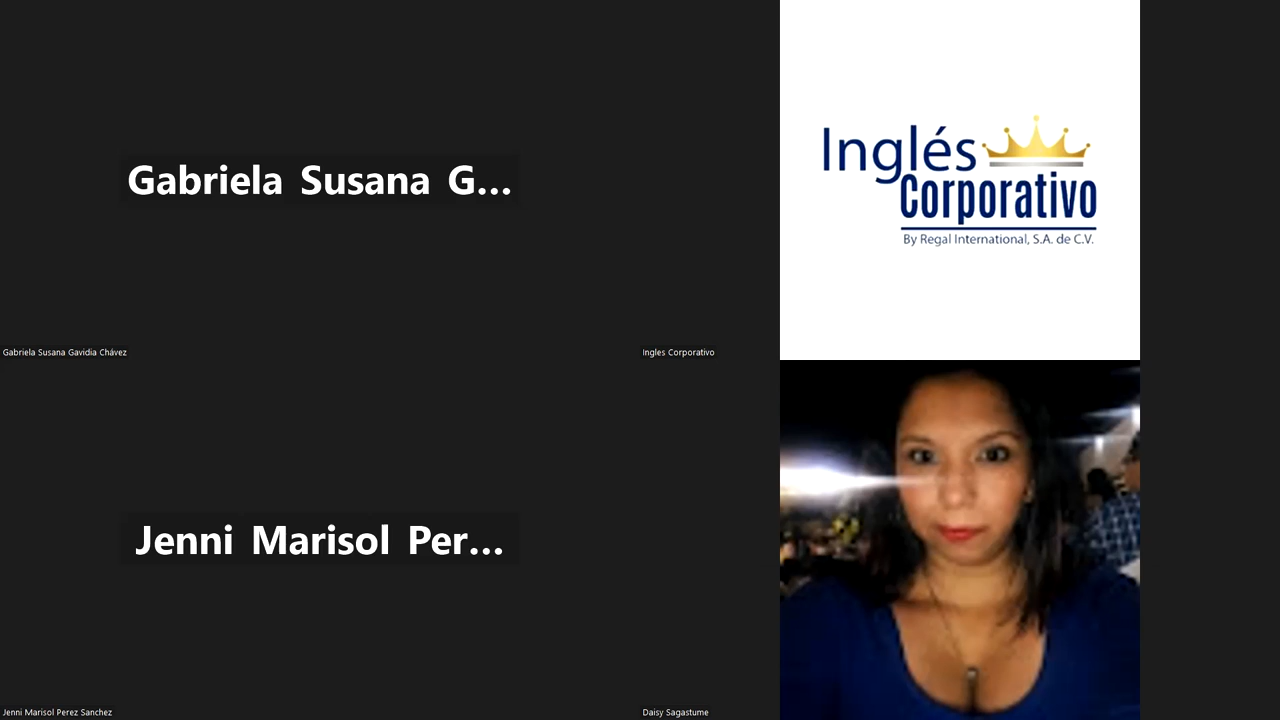 Gabriela Susana G...
Gabriela Susana Gavidia Chávez
Inglés
Corporativo
By Regal International, S.A. de C.V.
Ingles Corporativo
Jenni Marisol Per...
Jenni Marisol Perez Sanchez
Daisy Sagastume